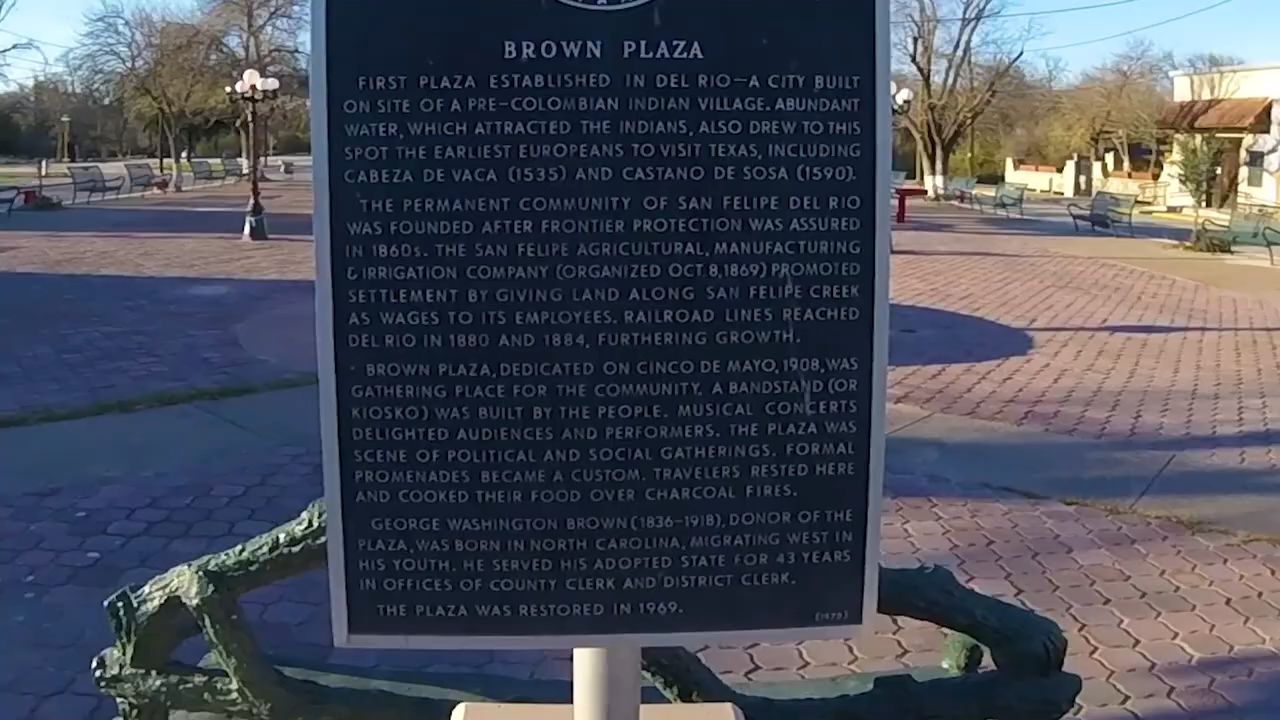 BROWN PLAZA
FIRST PLAZA ESTABLISHED IN DEL RIO—A CITY BUILT
ON SITE OF A PRE-COLOMBIAN INDIAN VILLAGE. ABUNDANT
WATER, WHICH ATTRACTED THE INDIANS, ALSO DREW TO THIS
SPOT THE EARLIEST EUROPEANS TO VISIT TEXAS, INCLUDING
CABEZA DE VACA (1535) AND CASTANO DE SOSA (1590).
THE PERMANENT COMMUNITY OF SAN FELIPE DEL RIO
WAS FOUNDED AFTER FRONTIER PROTECTION WAS ASSURED
IN 1860s. THE SAN FELIPE AGRICULTURAL, MANUFACTURING
& IRRIGATION COMPANY (ORGANIZED OCT. 8, 1869) PROMOTED
SETTLEMENT BY GIVING LAND ALONG SAN FELIPE CREEK
AS WAGES TO ITS EMPLOYEES. RAILROAD LINES REACHED
DEL RIO IN 1880 AND 1884, FURTHERING GROWTH.
BROWN PLAZA, DEDICATED ON CINCO DE MAYO, 1908, WAS
GATHERING PLACE FOR THE COMMUNITY. A BANDSTAND (OR
KIOSKO) WAS BUILT BY THE PEOPLE. MUSICAL CONCERTS
DELIGHTED AUDIENCES AND PERFORMERS. THE PLAZA WAS
SCENE OF POLITICAL AND SOCIAL GATHERINGS. FORMAL
PROMENADES BECAME A CUSTOM. TRAVELERS RESTED HERE
AND COOKED THEIR FOOD OVER CHARCOAL FIRES.
GEORGE WASHINGTON BROWN (1836-1918), DONOR OF THE
PLAZA, WAS BORN IN NORTH CAROLINA, MIGRATING WEST IN
HIS YOUTH. HE SERVED HIS ADOPTED STATE FOR 43 YEARS
IN OFFICES OF COUNTY CLERK AND DISTRICT CLERK.
THE PLAZA WAS RESTORED IN 1969.